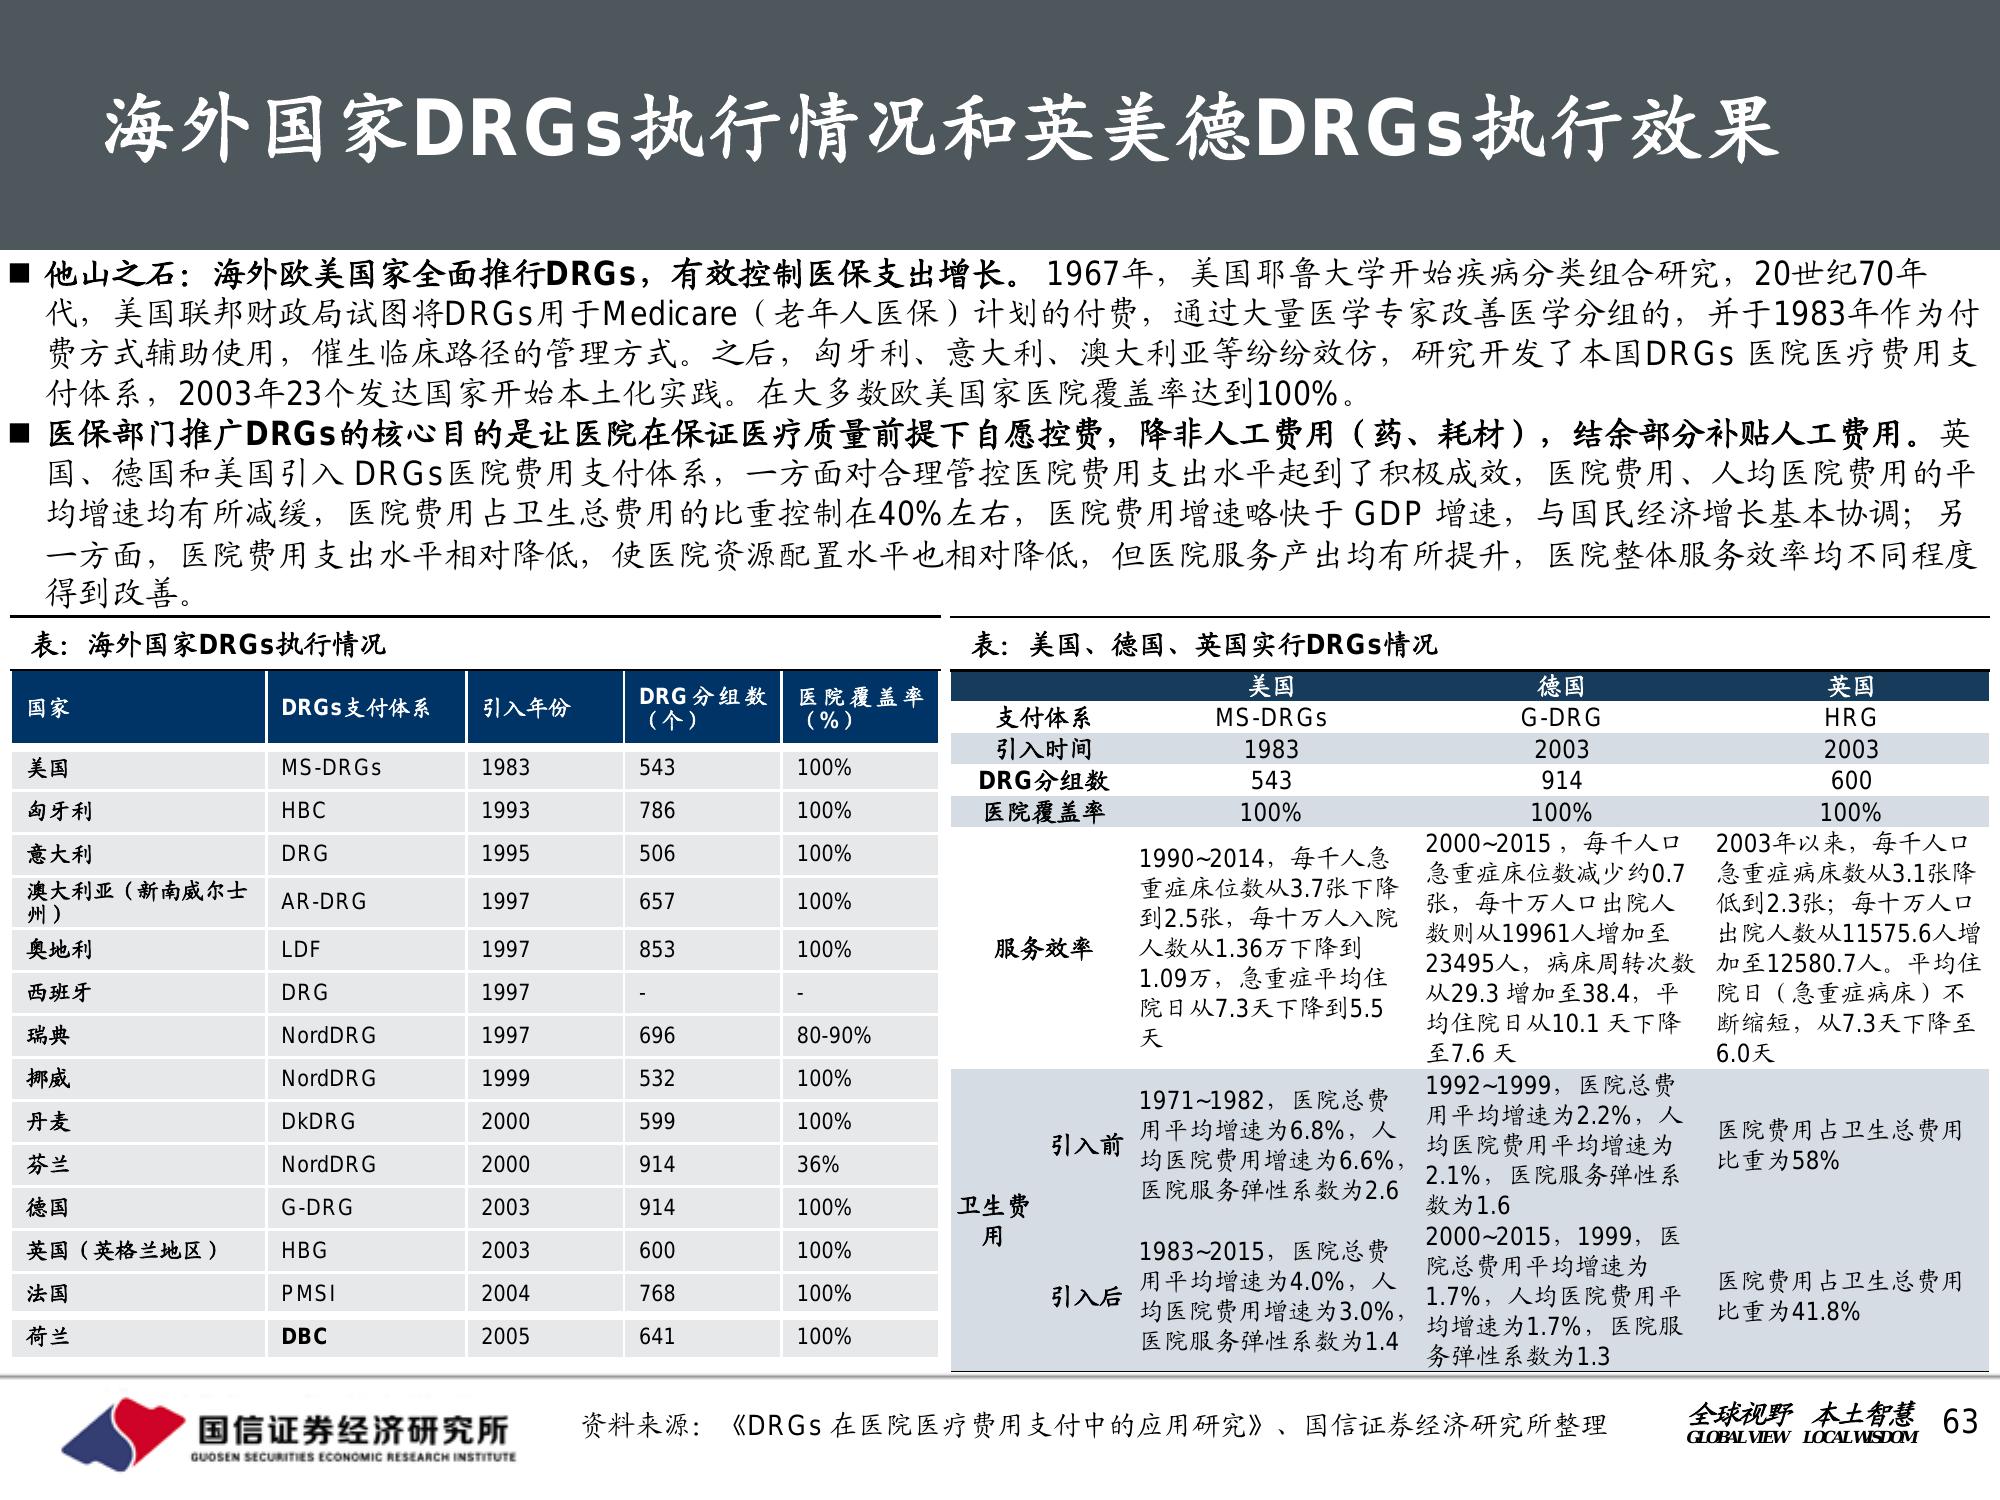 海外国家DRGs执行情况和英美德DRGs执行效果
■ 他山之石：海外欧美国家全面推行DRGs，有效控制医保支出增长。1967年，美国耶鲁大学开始疾病分类组合研究，20世纪70年
代，美国联邦财政局试图将DRGs用于Medicare（老年人医保）计划的付费，通过大量医学专家改善医学分组的，并于1983年作为付
费方式辅助使用，催生临床路径的管理方式。之后，匈牙利、意大利、澳大利亚等纷纷效仿，研究开发了本国DRGs 医院医疗费用支
付体系，2003年23个发达国家开始本土化实践。在大多数欧美国家医院覆盖率达到100%。
■ 医保部门推广DRGs的核心目的是让医院在保证医疗质量前提下自愿控费，降非人工费用（药、耗材），结余部分补贴人工费用。英
国、德国和美国引入 DRGs医院费用支付体系，一方面对合理管控医院费用支出水平起到了积极成效，医院费用、人均医院费用的平
均增速均有所减缓，医院费用占卫生总费用的比重控制在40%左右，医院费用增速略快于 GDP 增速，与国民经济增长基本协调；另
一方面，医院费用支出水平相对降低，使医院资源配置水平也相对降低，但医院服务产出均有所提升，医院整体服务效率均不同程度
得到改善。
表：海外国家DRGs执行情况
国家 DRGs支付体系 引入年份 DRG分组数（个） 医院覆盖率（%）
美国 MS-DRGs 1983 543 100%
匈牙利 HBC 1993 786 100%
意大利 DRG 1995 506 100%
澳大利亚（新南威尔士
州） AR-DRG 1997 657 100%
奥地利 LDF 1997 853 100%
西班牙 DRG 1997 - -
瑞典 NordDRG 1997 696 80-90%
挪威 NordDRG 1999 532 100%
丹麦 DkDRG 2000 599 100%
芬兰 NordDRG 2000 914 36%
德国 G-DRG 2003 914 100%
英国（英格兰地区） HBG 2003 600 100%
法国 PMSI 2004 768 100%
荷兰 DBC 2005 641 100%
表：美国、德国、英国实行DRGs情况
美国 德国 英国
支付体系 MS-DRGs G-DRG HRG
引入时间 1983 2003 2003
DRG分组数 543 914 600
医院覆盖率 100% 100% 100%
服务效率
1990~2014，每千人急
重症床位数从3.7张下降
到2.5张，每十万人入院
人数从1.36万下降到
1.09万，急重症平均住
院日从7.3天下降到5.5
天
2000~2015 ，每千人口
急重症床位数减少约0.7
张，每十万人口出院人
数则从19961人增加至
23495人，病床周转次数
从29.3 增加至38.4，平
均住院日从10.1 天下降
至7.6 天
2003年以来，每千人口
急重症病床数从3.1张降
低到2.3张；每十万人口
出院人数从11575.6人增
加至12580.7人。平均住
院日（急重症病床）不
断缩短，从7.3天下降至
6.0天
卫生费
用
引入前
1971~1982，医院总费
用平均增速为6.8%，人
均医院费用增速为6.6%，
医院服务弹性系数为2.6
1992~1999，医院总费
用平均增速为2.2%，人
均医院费用平均增速为
2.1%，医院服务弹性系
数为1.6
医院费用占卫生总费用
比重为58%
引入后
1983~2015，医院总费
用平均增速为4.0%，人
均医院费用增速为3.0%，
医院服务弹性系数为1.4
2000~2015，1999，医
院总费用平均增速为
1.7%，人均医院费用平
均增速为1.7%，医院服
务弹性系数为1.3
医院费用占卫生总费用
比重为41.8%
国信证券经济研究所
GUOSEN SECURITIES ECONOMIC RESEARCH INSTITUTE
资料来源：《DRGs 在医院医疗费用支付中的应用研究》、国信证券经济研究所整理
全球视野 本土智慧
GLOBAL VIEW LOCAL WISDOM
63